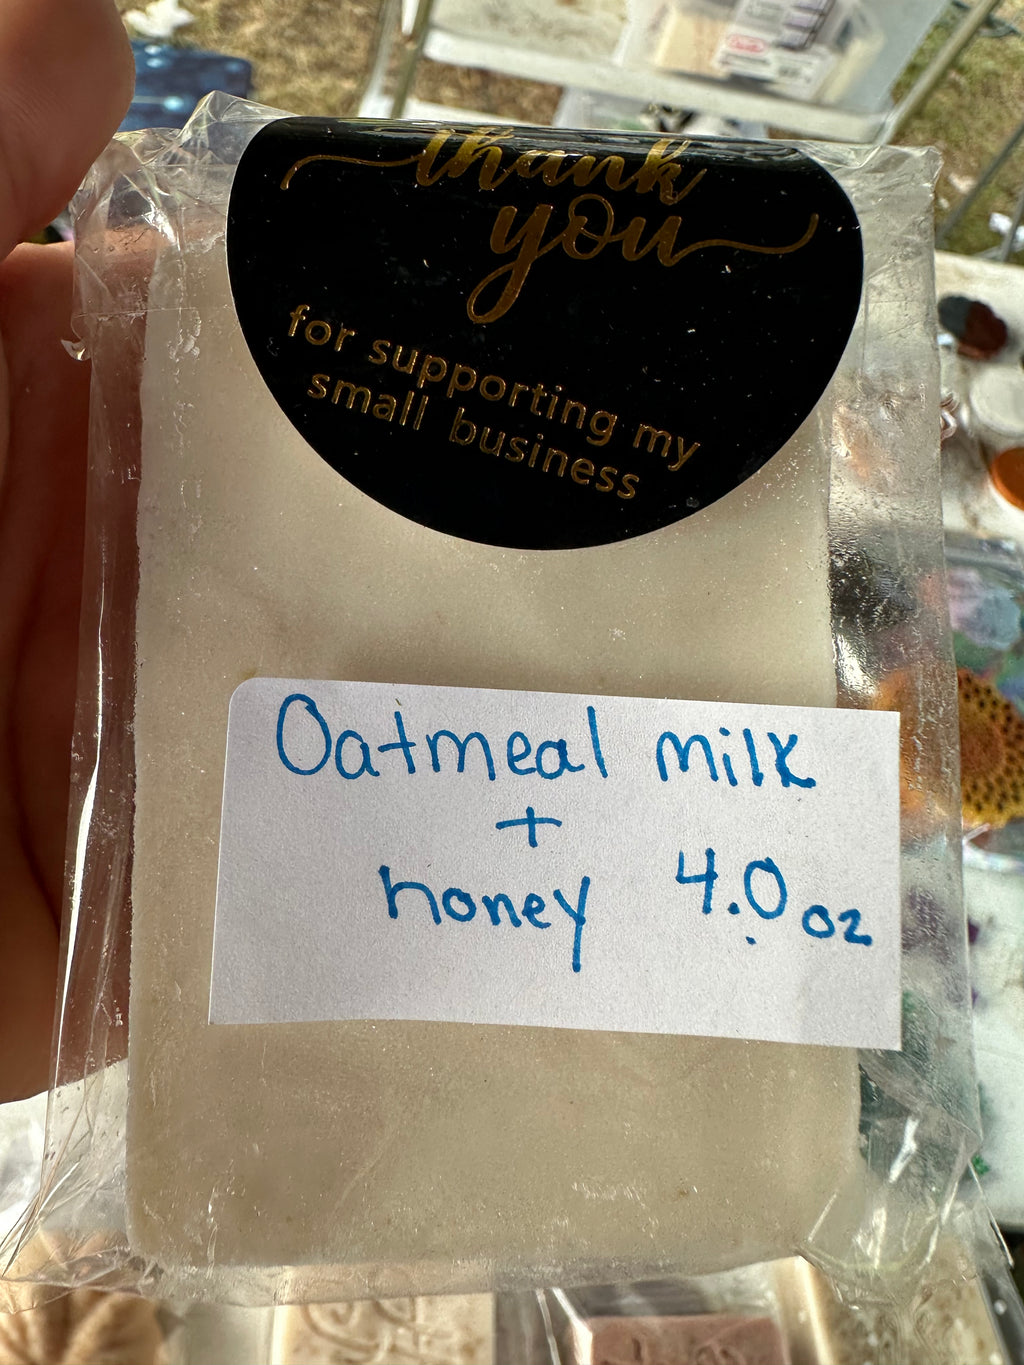 thank
you
for supporting my
small business
Oatmeal milk
+
honey 4.0 oz